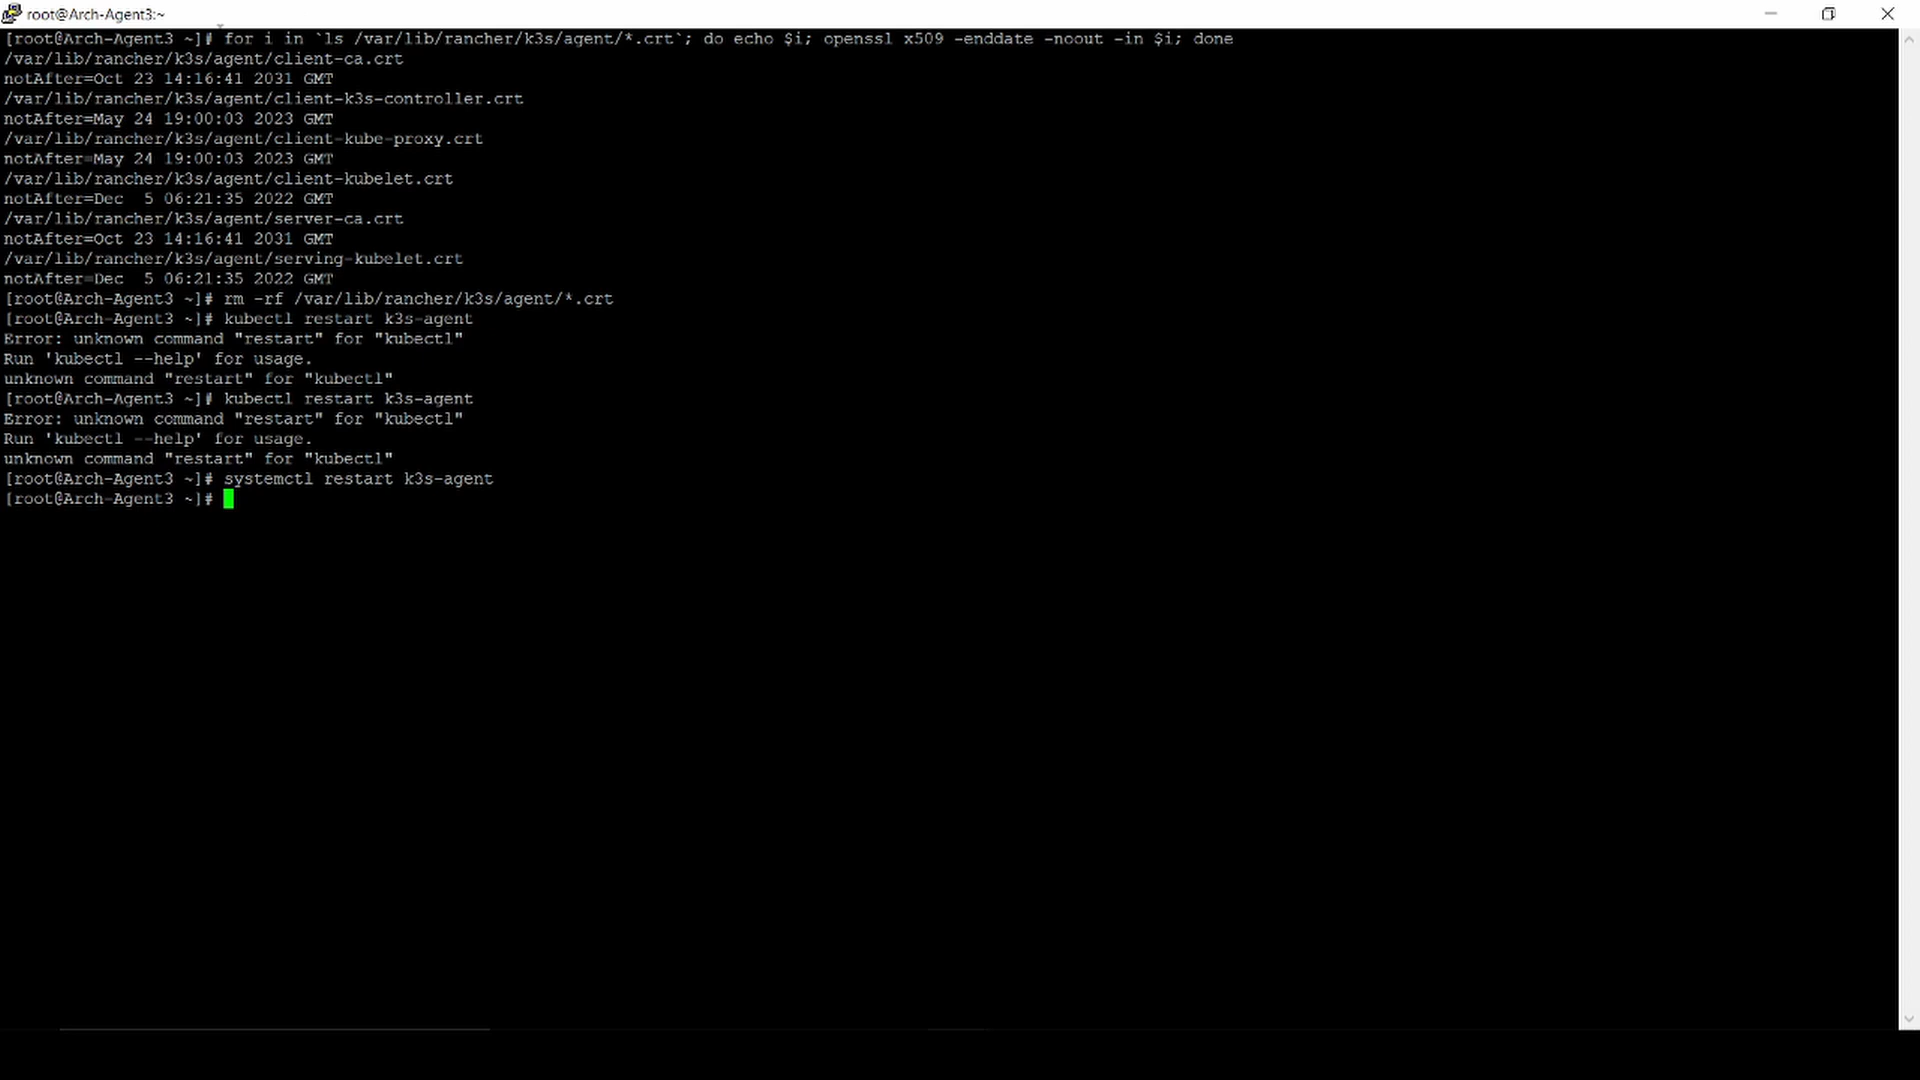 root@Arch-Agent3:~
[root@Arch-Agent3 ~]# for i in `ls /var/lib/rancher/k3s/agent/*.crt`; do echo $i; openssl x509 -enddate -noout -in $i; done
/var/lib/rancher/k3s/agent/client-ca.crt
notAfter=Oct 23 14:16:41 2031 GMT
/var/lib/rancher/k3s/agent/client-k3s-controller.crt
notAfter=May 24 19:00:03 2023 GMT
/var/lib/rancher/k3s/agent/client-kube-proxy.crt
notAfter=May 24 19:00:03 2023 GMT
/var/lib/rancher/k3s/agent/client-kubelet.crt
notAfter=Dec  5 06:21:35 2022 GMT
/var/lib/rancher/k3s/agent/server-ca.crt
notAfter=Oct 23 14:16:41 2031 GMT
/var/lib/rancher/k3s/agent/serving-kubelet.crt
notAfter=Dec  5 06:21:35 2022 GMT
[root@Arch-Agent3 ~]# rm -rf /var/lib/rancher/k3s/agent/*.crt
[root@Arch-Agent3 ~]# kubectl restart k3s-agent
Error: unknown command "restart" for "kubectl"
Run 'kubectl --help' for usage.
unknown command "restart" for "kubectl"
[root@Arch-Agent3 ~]# kubectl restart k3s-agent
Error: unknown command "restart" for "kubectl"
Run 'kubectl --help' for usage.
unknown command "restart" for "kubectl"
[root@Arch-Agent3 ~]# systemctl restart k3s-agent
[root@Arch-Agent3 ~]#